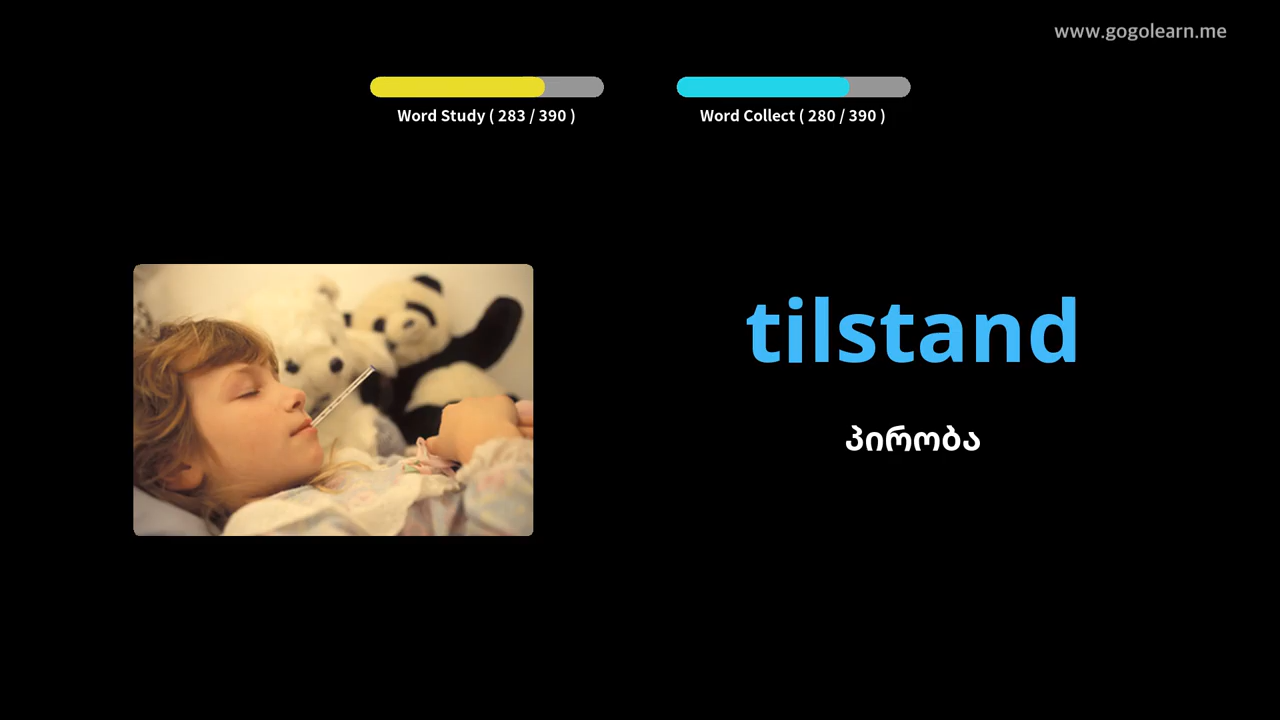 www.gogolearn.me
Word Study ( 283 / 390 )
Word Collect ( 280 / 390 )
tilstand
პირობა